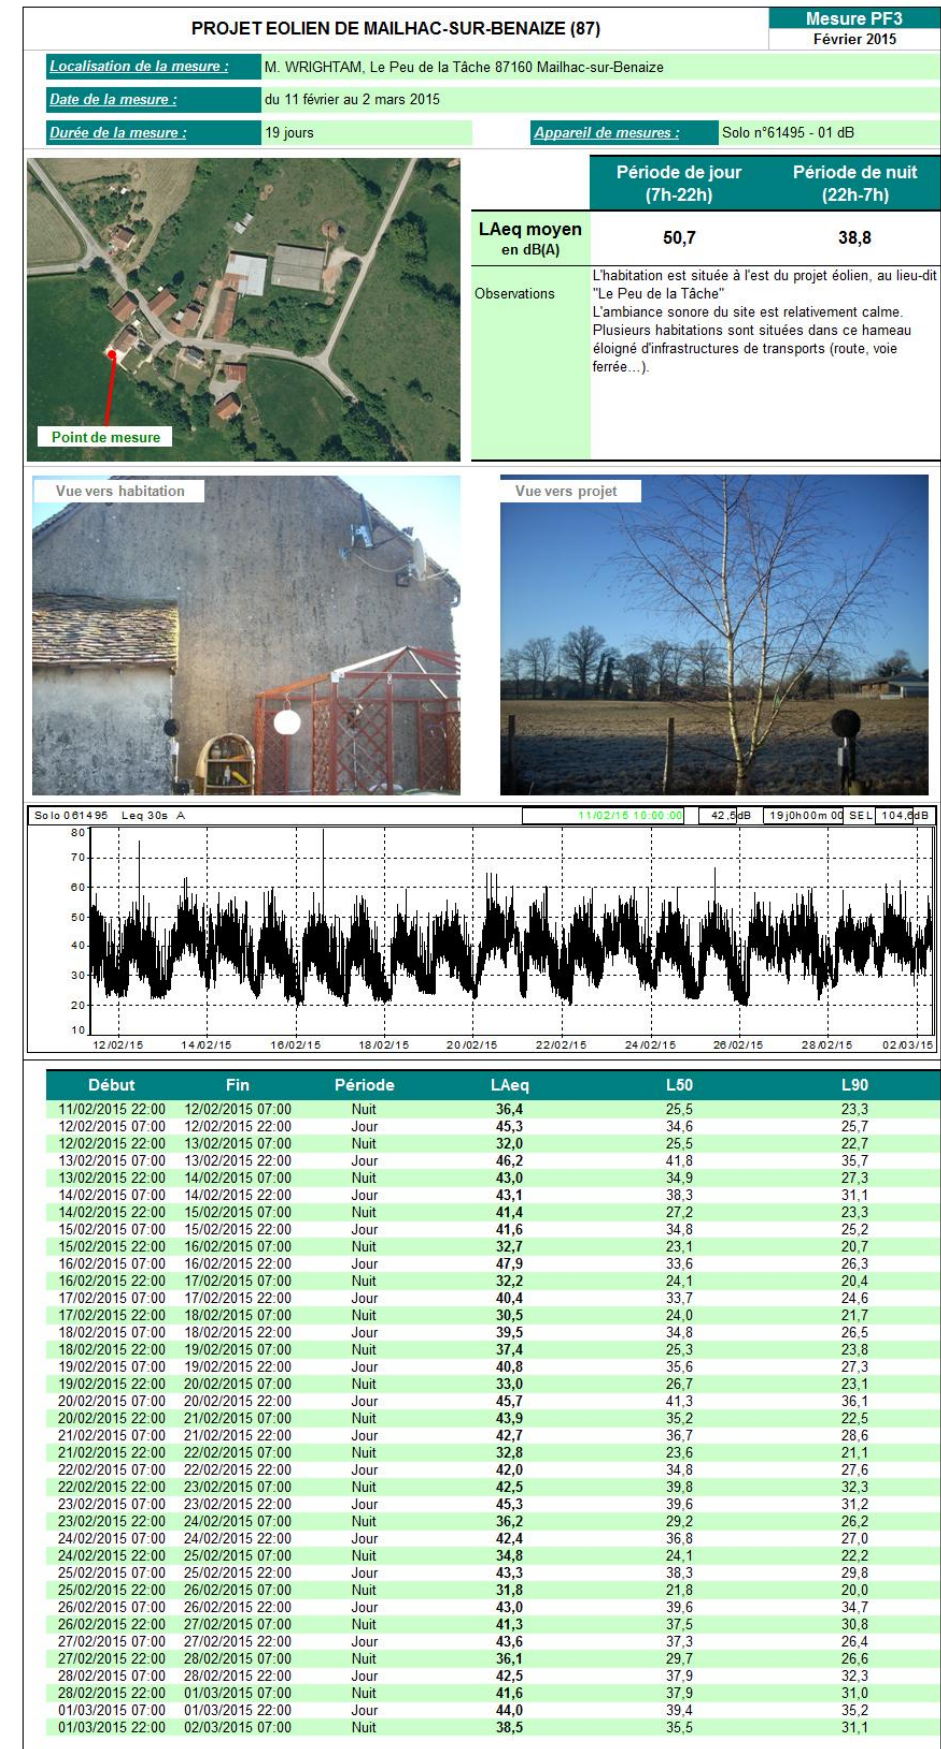 PROJET EOLIEN DE MAILHAC-SUR-BENAIZE (87)
Mesure PF3
Février 2015
Localisation de la mesure : M. WRIGHTAM, Le Peu de la Tâche 87160 Mailhac-sur-Benaize
Date de la mesure : du 11 février au 2 mars 2015
Durée de la mesure : 19 jours Appareil de mesures : Solo n°61495 - 01 dB
Période de jour (7h-22h) Période de nuit (22h-7h)
LAeq moyen en dB(A) 50,7 38,8
Observations
L'habitation est située à l'est du projet éolien, au lieu-dit
"Le Peu de la Tâche"
L'ambiance sonore du site est relativement calme.
Plusieurs habitations sont situées dans ce hameau
éloigné d'infrastructures de transports (route, voie
ferrée…).
Point de mesure
Vue vers habitation
Vue vers projet
Solo 061495 Leq 30s A 11/02/15 10:00:00 42,5dB 19j0h00m 00 SEL 104,6dB
80
70
60
50
40
30
20
10
12/02/15 14/02/15 16/02/15 18/02/15 20/02/15 22/02/15 24/02/15 26/02/15 28/02/15 02/03/15
Début Fin Période LAeq L50 L90
11/02/2015 22:00 12/02/2015 07:00 Nuit 36,4 25,5 23,3
12/02/2015 07:00 12/02/2015 22:00 Jour 45,3 34,6 25,7
12/02/2015 22:00 13/02/2015 07:00 Nuit 32,0 25,5 22,7
13/02/2015 07:00 13/02/2015 22:00 Jour 46,2 41,8 35,7
13/02/2015 22:00 14/02/2015 07:00 Nuit 43,0 34,9 27,3
14/02/2015 07:00 14/02/2015 22:00 Jour 43,1 38,3 31,1
14/02/2015 22:00 15/02/2015 07:00 Nuit 41,4 27,2 23,3
15/02/2015 07:00 15/02/2015 22:00 Jour 41,6 34,8 25,2
15/02/2015 22:00 16/02/2015 07:00 Nuit 32,7 23,1 20,7
16/02/2015 07:00 16/02/2015 22:00 Jour 47,9 33,6 26,3
16/02/2015 22:00 17/02/2015 07:00 Nuit 32,2 24,1 20,4
17/02/2015 07:00 17/02/2015 22:00 Jour 40,4 33,7 24,6
17/02/2015 22:00 18/02/2015 07:00 Nuit 30,5 24,0 21,7
18/02/2015 07:00 18/02/2015 22:00 Jour 39,5 34,8 26,5
18/02/2015 22:00 19/02/2015 07:00 Nuit 37,4 25,3 23,8
19/02/2015 07:00 19/02/2015 22:00 Jour 40,8 35,6 27,3
19/02/2015 22:00 20/02/2015 07:00 Nuit 33,0 26,7 23,1
20/02/2015 07:00 20/02/2015 22:00 Jour 45,7 41,3 36,1
20/02/2015 22:00 21/02/2015 07:00 Nuit 43,9 35,2 22,5
21/02/2015 07:00 21/02/2015 22:00 Jour 42,7 36,7 28,6
21/02/2015 22:00 22/02/2015 07:00 Nuit 32,8 23,6 21,1
22/02/2015 07:00 22/02/2015 22:00 Jour 42,0 34,8 27,6
22/02/2015 22:00 23/02/2015 07:00 Nuit 42,5 39,8 32,3
23/02/2015 07:00 23/02/2015 22:00 Jour 45,3 39,6 31,2
23/02/2015 22:00 24/02/2015 07:00 Nuit 36,2 29,2 26,2
24/02/2015 07:00 24/02/2015 22:00 Jour 42,4 36,8 27,0
24/02/2015 22:00 25/02/2015 07:00 Nuit 34,8 24,1 22,2
25/02/2015 07:00 25/02/2015 22:00 Jour 43,3 38,3 29,8
25/02/2015 22:00 26/02/2015 07:00 Nuit 31,8 21,8 20,0
26/02/2015 07:00 26/02/2015 22:00 Jour 43,0 39,6 34,7
26/02/2015 22:00 27/02/2015 07:00 Nuit 41,3 37,5 30,8
27/02/2015 07:00 27/02/2015 22:00 Jour 43,6 37,3 26,4
27/02/2015 22:00 28/02/2015 07:00 Nuit 36,1 29,7 26,6
28/02/2015 07:00 28/02/2015 22:00 Jour 42,5 37,9 32,3
28/02/2015 22:00 01/03/2015 07:00 Nuit 41,6 37,9 31,0
01/03/2015 07:00 01/03/2015 22:00 Jour 44,0 39,4 35,2
01/03/2015 22:00 02/03/2015 07:00 Nuit 38,5 35,5 31,1